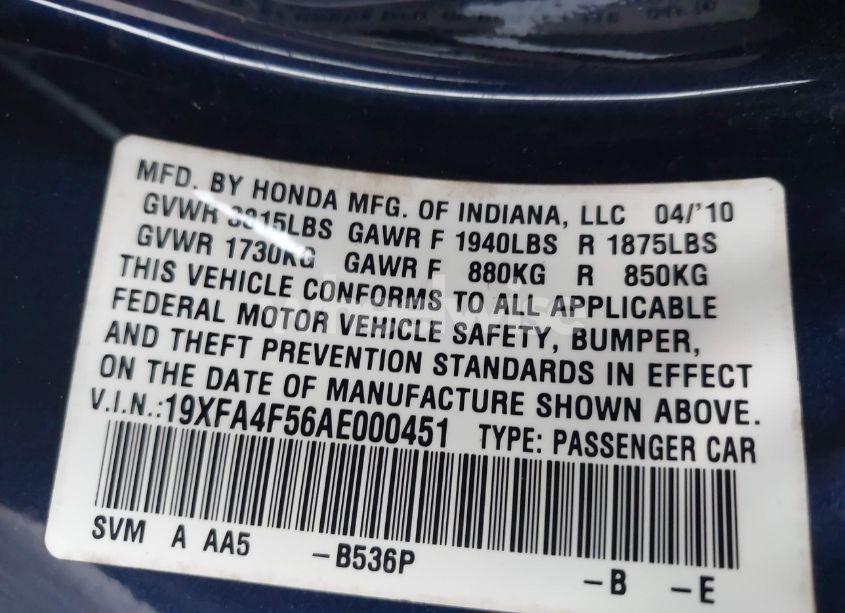 MFD. BY HONDA MFG. OF INDIANA, LLC 04/'10
GVWR 3815LBS GAWR F 1940LBS R 1875LBS
GVWR 1730KG GAWR F 880KG R 850KG
THIS VEHICLE CONFORMS TO ALL APPLICABLE
FEDERAL MOTOR VEHICLE SAFETY, BUMPER,
AND THEFT PREVENTION STANDARDS IN EFFECT
ON THE DATE OF MANUFACTURE SHOWN ABOVE.
V.I.N.:19XFA4F56AE000451 TYPE: PASSENGER CAR
SVM A AA5 -B536P -B -E